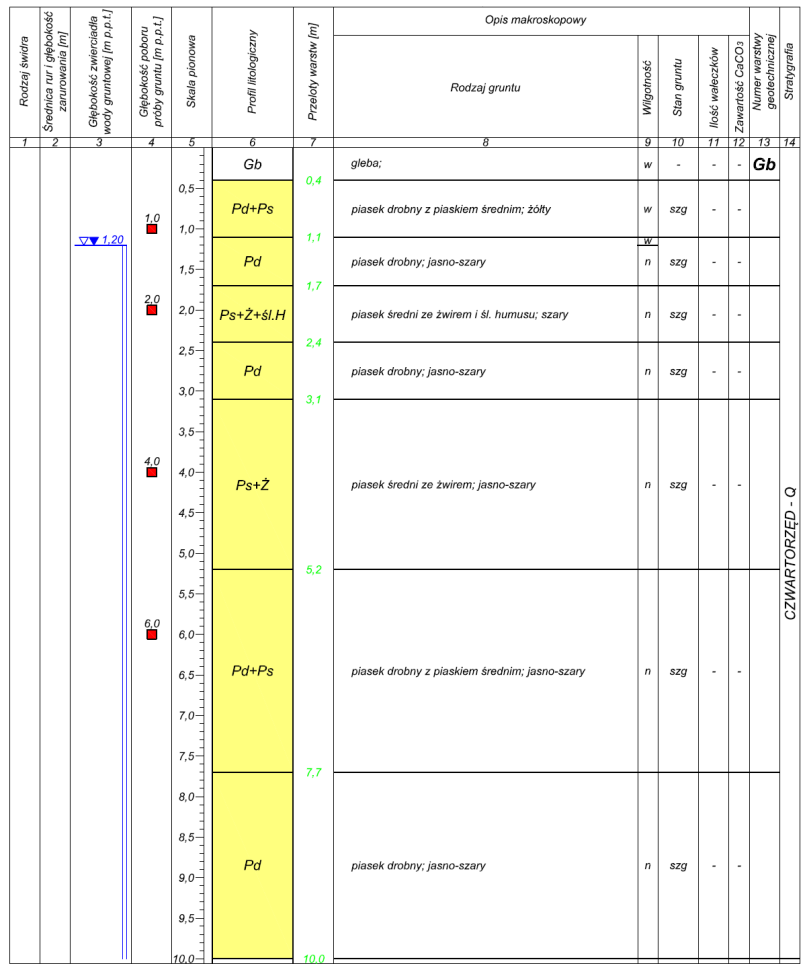 Rodzaj świdra
Średnica rur i głębokość
zarurowania [m]
Głębokość zwierciadła
wody gruntowej [m p.p.t.]
Głębokość poboru
próby gruntu [m p.p.t.]
Skala pionowa
Profil litologiczny
Przeloty warstw [m]
Opis makroskopowy
Rodzaj gruntu
Wilgotność
Stan gruntu
Ilość wałeczków
Zawartość CaCO3
Numer warstwy
geotechnicznej
Stratygrafia
1 2 3 4 5 6 7 8 9 10 11 12 13 14
Gb gleba; w - - - Gb
0,4
0,5
Pd+Ps piasek drobny z piaskiem średnim; żółty w szg - -
1,0
1,0
1,1
1,20 w
Pd piasek drobny; jasno-szary n szg - -
1,5
1,7
2,0
2,0 Ps+Ż+śl.H piasek średni ze żwirem i śl. humusu; szary n szg - -
2,4
2,5
Pd piasek drobny; jasno-szary n szg - -
3,0
3,1
3,5
4,0
4,0
Ps+Ż piasek średni ze żwirem; jasno-szary n szg - -
4,5
5,0
5,2
5,5
6,0
6,0
6,5 Pd+Ps piasek drobny z piaskiem średnim; jasno-szary n szg - -
7,0
7,5
7,7
8,0
8,5
Pd piasek drobny; jasno-szary n szg - -
9,0
9,5
10,0 10,0
CZWARTORZĘD - Q